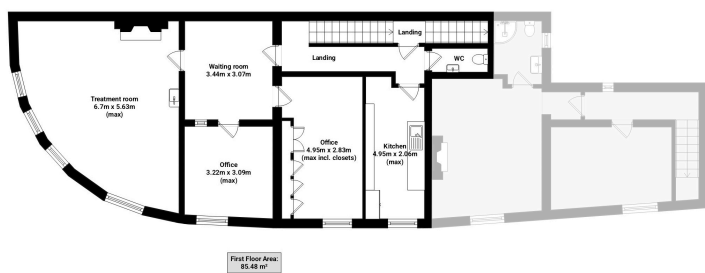 Landing
Waiting room
3.44m x 3.07m
Landing
WC
Treatment room
6.7m x 5.63m
(max)
Office
4.95m x 2.83m
(max incl. closets)
Kitchen
4.95m x 2.06m
(max)
Office
3.22m x 3.09m
(max)
First Floor Area:
85.48 m²